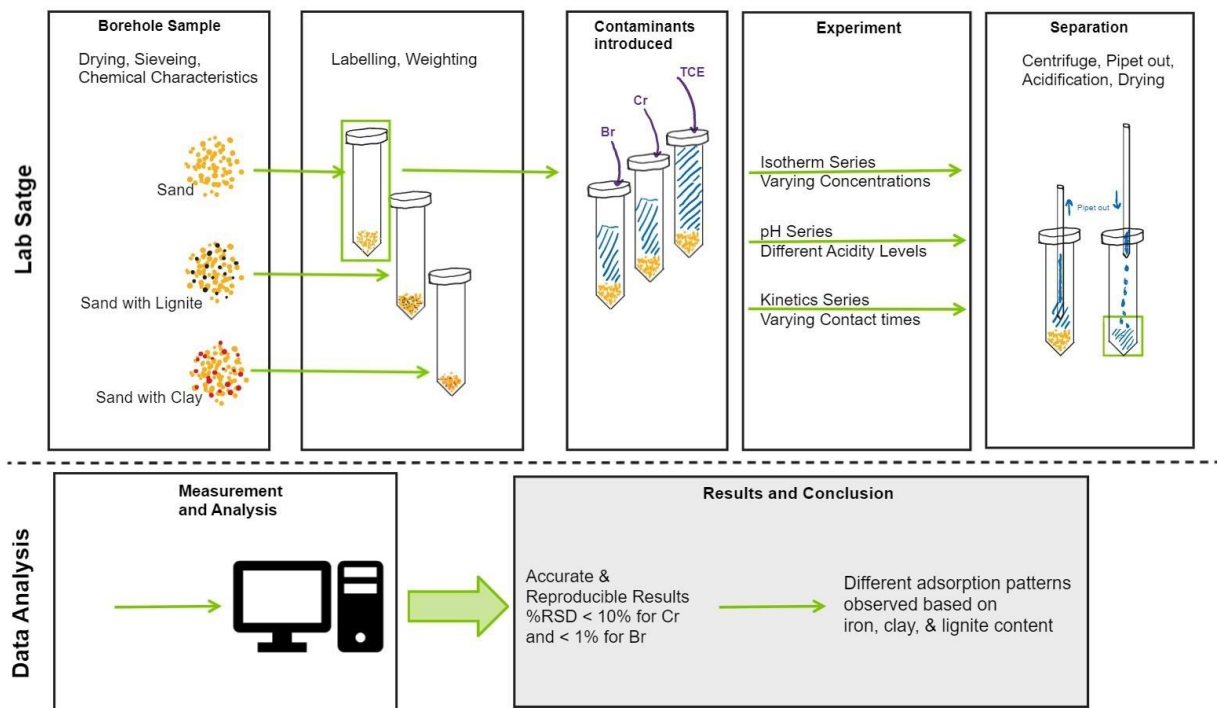 Lab Satge
Borehole Sample
Drying, Sieveing,
Chemical Characteristics
Sand
Sand with Lignite
Sand with Clay
Labelling, Weighting
Contaminants
introduced
Br
Cr
TCE
Experiment
Isotherm Series
Varying Concentrations
pH Series
Different Acidity Levels
Kinetics Series
Varying Contact times
Separation
Centrifuge, Pipet out,
Acidification, Drying
Pipet out
Data Analysis
Measurement
and Analysis
Results and Conclusion
Accurate &
Reproducible Results
%RSD < 10% for Cr
and < 1% for Br
Different adsorption patterns
observed based on
iron, clay, & lignite content